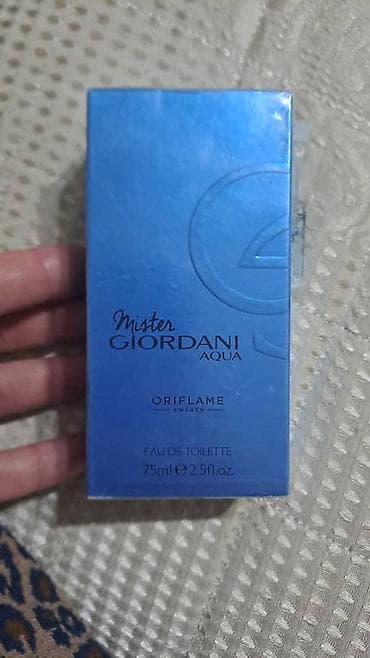 Mister
GIORDANI
AQUA
ORIFLAME
SWEDEN
EAU DE TOILETTE
75ml ℮ 2.5fl.oz.